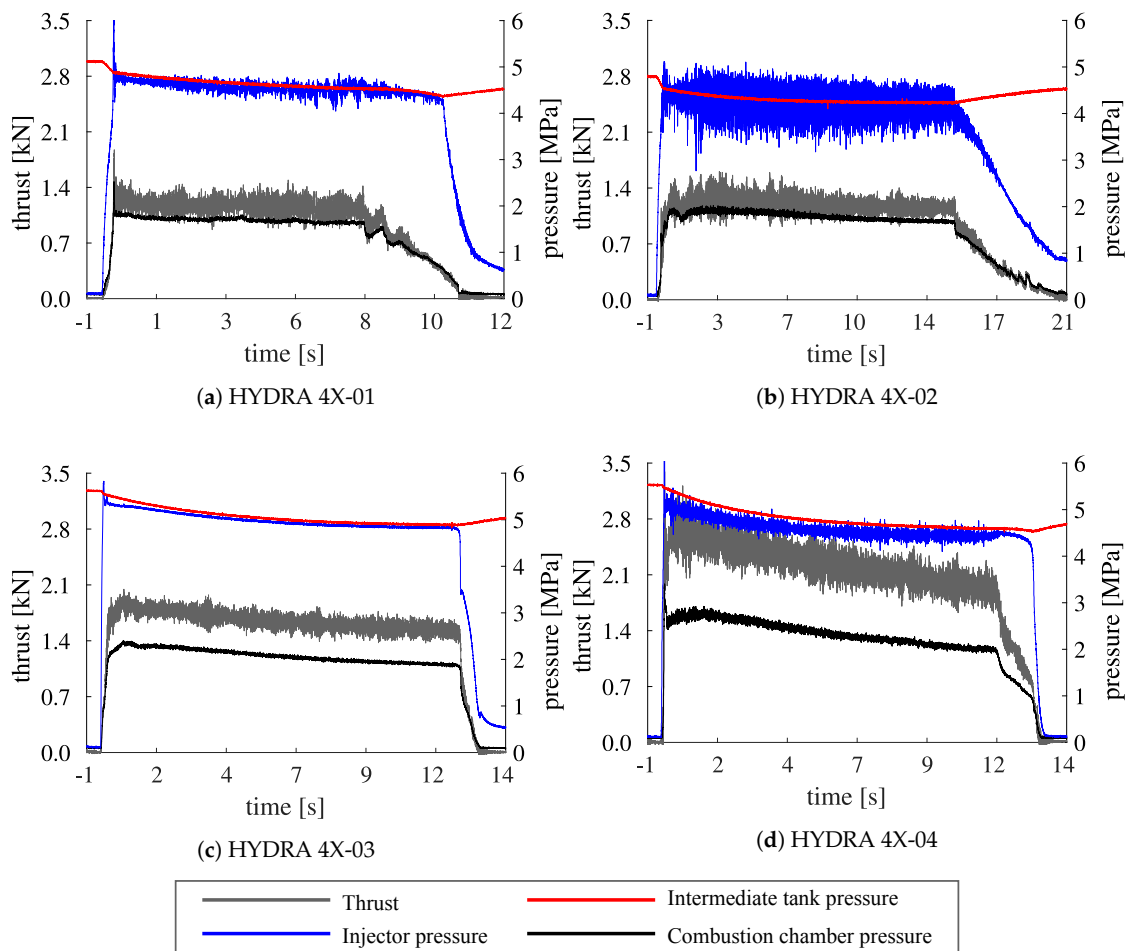 3.5 6 3.5 6
2.8 5 2.8 5
2.1 4 2.1 4
3 3
1.4 2 1.4 2
0.7 1 0.7 1
0.0 0 0.0 0
thrust [kN] pressure [MPa] thrust [kN] pressure [MPa]
-1 1 3 6 8 10 12 -1 3 7 10 14 17 21
time [s] time [s]
(a) HYDRA 4X-01 (b) HYDRA 4X-02
3.5 6 3.5 6
2.8 5 2.8 5
2.1 4 2.1 4
3 3
1.4 2 1.4 2
0.7 1 0.7 1
0.0 0 0.0 0
thrust [kN] pressure [MPa] thrust [kN] pressure [MPa]
-1 2 4 7 9 12 14 -1 2 4 7 9 12 14
time [s] time [s]
(c) HYDRA 4X-03 (d) HYDRA 4X-04
Thrust Intermediate tank pressure
Injector pressure Combustion chamber pressure